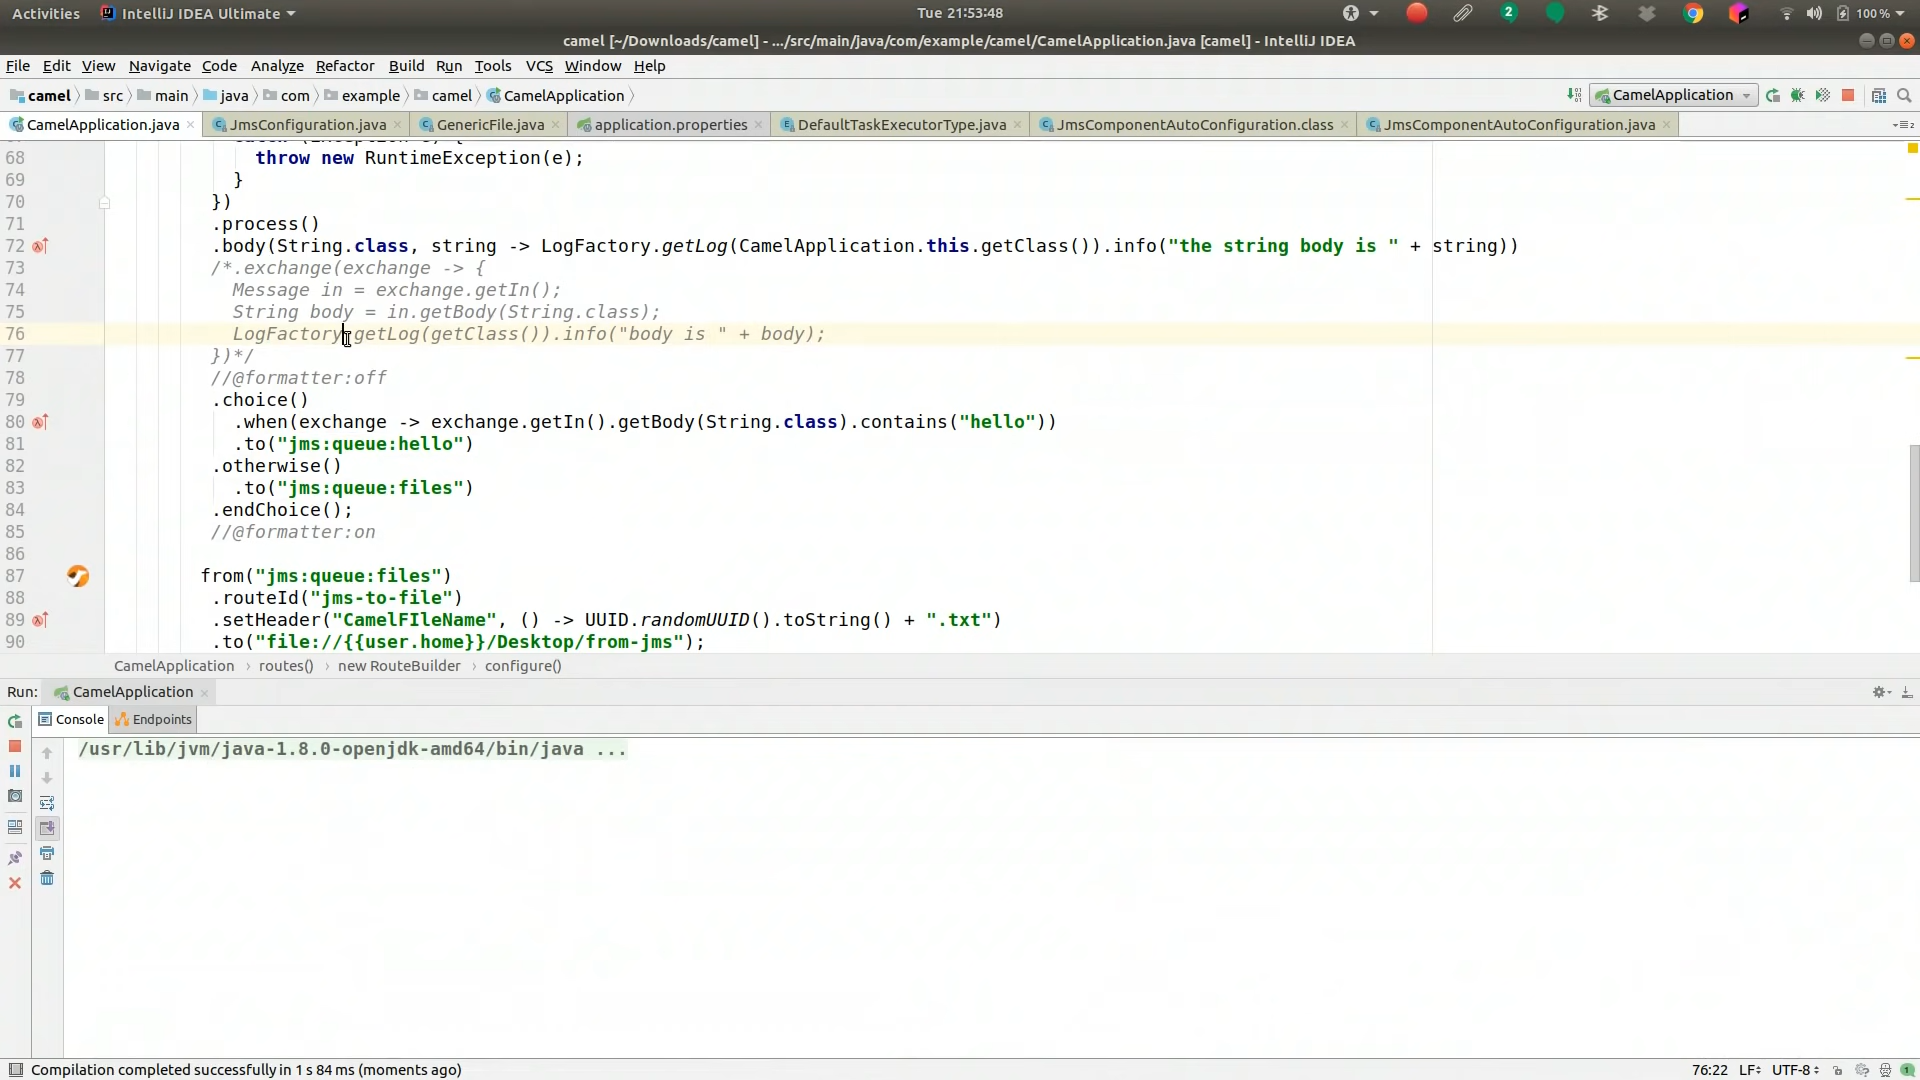 Activities IntelliJ IDEA Ultimate Tue 21:53:48 2 100 %
camel [~/Downloads/camel] - .../src/main/java/com/example/camel/CamelApplication.java [camel] - IntelliJ IDEA
File Edit View Navigate Code Analyze Refactor Build Run Tools VCS Window Help
camel src main java com example camel CamelApplication CamelApplication
CamelApplication.java JmsConfiguration.java GenericFile.java application.properties DefaultTaskExecutorType.java JmsComponentAutoConfiguration.class JmsComponentAutoConfiguration.java
68 throw new RuntimeException(e);
69 }
70 })
71 .process()
72 .body(String.class, string -> LogFactory.getLog(CamelApplication.this.getClass()).info("the string body is " + string))
73 /*.exchange(exchange -> {
74 Message in = exchange.getIn();
75 String body = in.getBody(String.class);
76 LogFactory.getLog(getClass()).info("body is " + body);
77 })*/
78 //@formatter:off
79 .choice()
80 .when(exchange -> exchange.getIn().getBody(String.class).contains("hello"))
81 .to("jms:queue:hello")
82 .otherwise()
83 .to("jms:queue:files")
84 .endChoice();
85 //@formatter:on
86
87 from("jms:queue:files")
88 .routeId("jms-to-file")
89 .setHeader("CamelFIleName", () -> UUID.randomUUID().toString() + ".txt")
90 .to("file://{{user.home}}/Desktop/from-jms");
CamelApplication › routes() › new RouteBuilder › configure()
Run: CamelApplication
Console Endpoints
/usr/lib/jvm/java-1.8.0-openjdk-amd64/bin/java ...
Compilation completed successfully in 1 s 84 ms (moments ago) 76:22 LF UTF-8 1